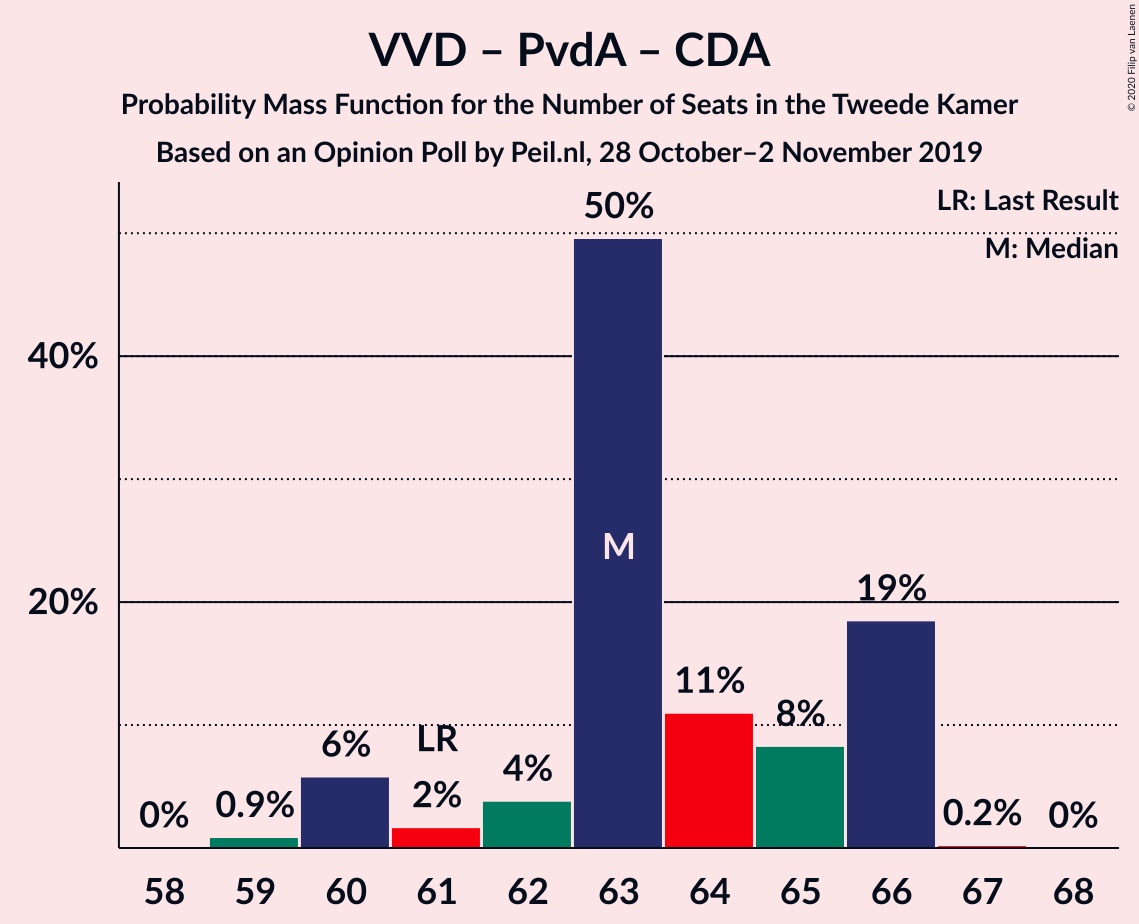 VVD – PvdA – CDA
Probability Mass Function for the Number of Seats in the Tweede Kamer
Based on an Opinion Poll by Peil.nl, 28 October–2 November 2019
© 2020 Filip van Laenen
LR: Last Result
M: Median
50%
40%
20%
0%
0.9%
6%
LR
2%
4%
M
11%
8%
19%
0.2%
0%
58 59 60 61 62 63 64 65 66 67 68